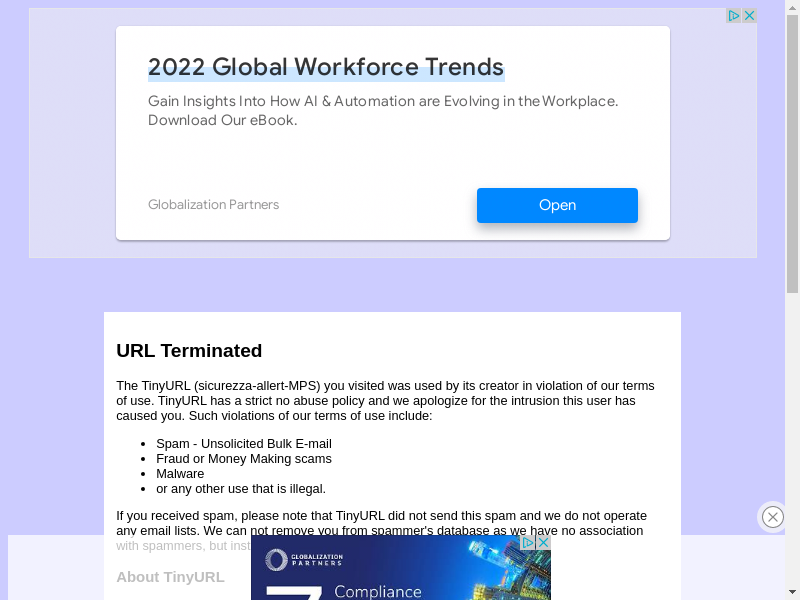 2022 Global Workforce Trends
Gain Insights Into How AI & Automation are Evolving in the Workplace.
Download Our eBook.
Globalization Partners
Open
URL Terminated
The TinyURL (sicurezza-allert-MPS) you visited was used by its creator in violation of our terms
of use. TinyURL has a strict no abuse policy and we apologize for the intrusion this user has
caused you. Such violations of our terms of use include:
• Spam - Unsolicited Bulk E-mail
• Fraud or Money Making scams
• Malware
• or any other use that is illegal.
If you received spam, please note that TinyURL did not send this spam and we do not operate
any email lists. We can not remove you from spammer's database as we have no association
with spammers, but inst
About TinyURL
GLOBALIZATION
PARTNERS
Compliance